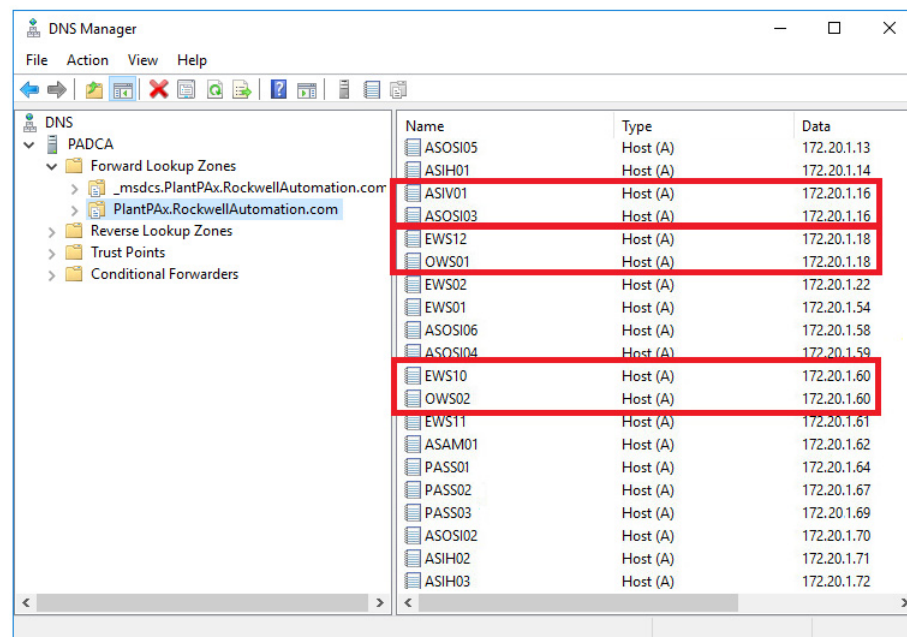 DNS Manager
File Action View Help
DNS
PADCA
Forward Lookup Zones
_msdcs.PlantPAx.RockwellAutomation.com
PlantPAx.RockwellAutomation.com
Reverse Lookup Zones
Trust Points
Conditional Forwarders
Name Type Data
ASOSI05 Host (A) 172.20.1.13
ASIH01 Host (A) 172.20.1.14
ASIV01 Host (A) 172.20.1.16
ASOSI03 Host (A) 172.20.1.16
EWS12 Host (A) 172.20.1.18
OWS01 Host (A) 172.20.1.18
EWS02 Host (A) 172.20.1.22
EWS01 Host (A) 172.20.1.54
ASOSI06 Host (A) 172.20.1.58
ASOSI04 Host (A) 172.20.1.59
EWS10 Host (A) 172.20.1.60
OWS02 Host (A) 172.20.1.60
EWS11 Host (A) 172.20.1.61
ASAM01 Host (A) 172.20.1.62
PASS01 Host (A) 172.20.1.64
PASS02 Host (A) 172.20.1.67
PASS03 Host (A) 172.20.1.69
ASOSI02 Host (A) 172.20.1.70
ASIH02 Host (A) 172.20.1.71
ASIH03 Host (A) 172.20.1.72